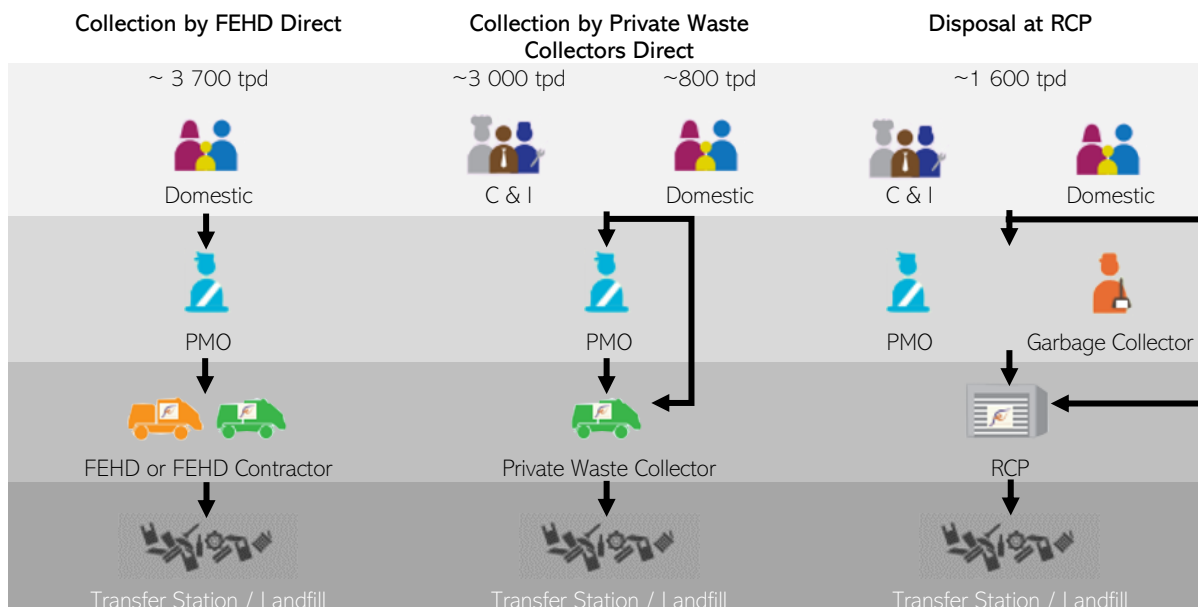 Collection by FEHD Direct
Collection by Private Waste
Collectors Direct
Disposal at RCP
~ 3 700 tpd
~3 000 tpd
~800 tpd
~1 600 tpd
Domestic
C & I
Domestic
C & I
Domestic
PMO
PMO
PMO
Garbage Collector
FEHD or FEHD Contractor
Private Waste Collector
RCP
Transfer Station / Landfill
Transfer Station / Landfill
Transfer Station / Landfill